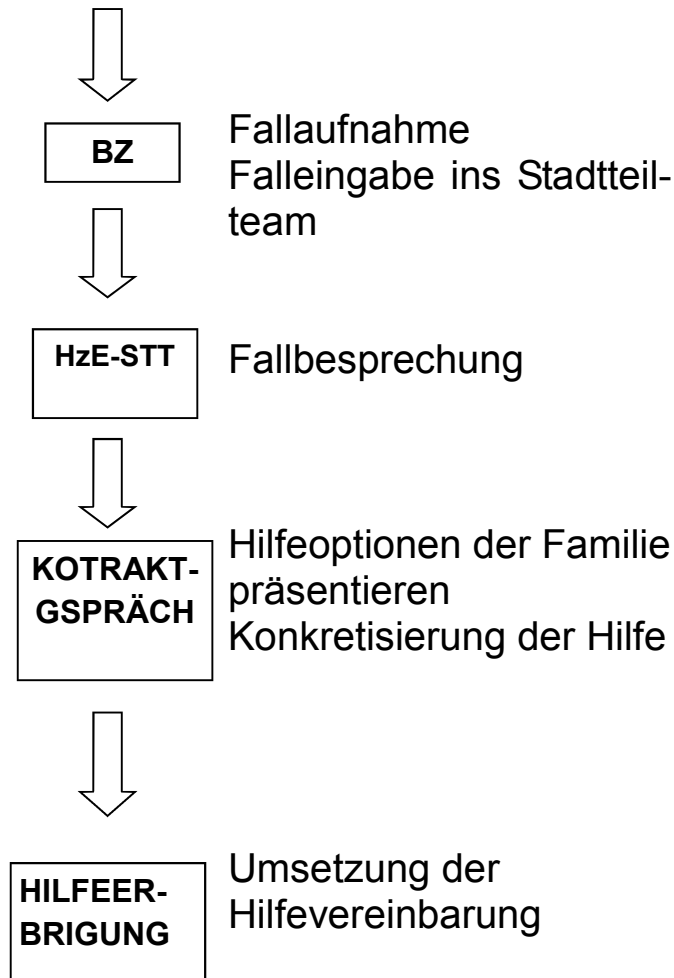 BZ
Fallaufnahme
Falleingabe ins Stadtteil-
team
HzE-STT
Fallbesprechung
KOTRAKT-
GSPRÄCH
Hilfeoptionen der Familie
präsentieren
Konkretisierung der Hilfe
HILFEER-
BRIGUNG
Umsetzung der
Hilfevereinbarung